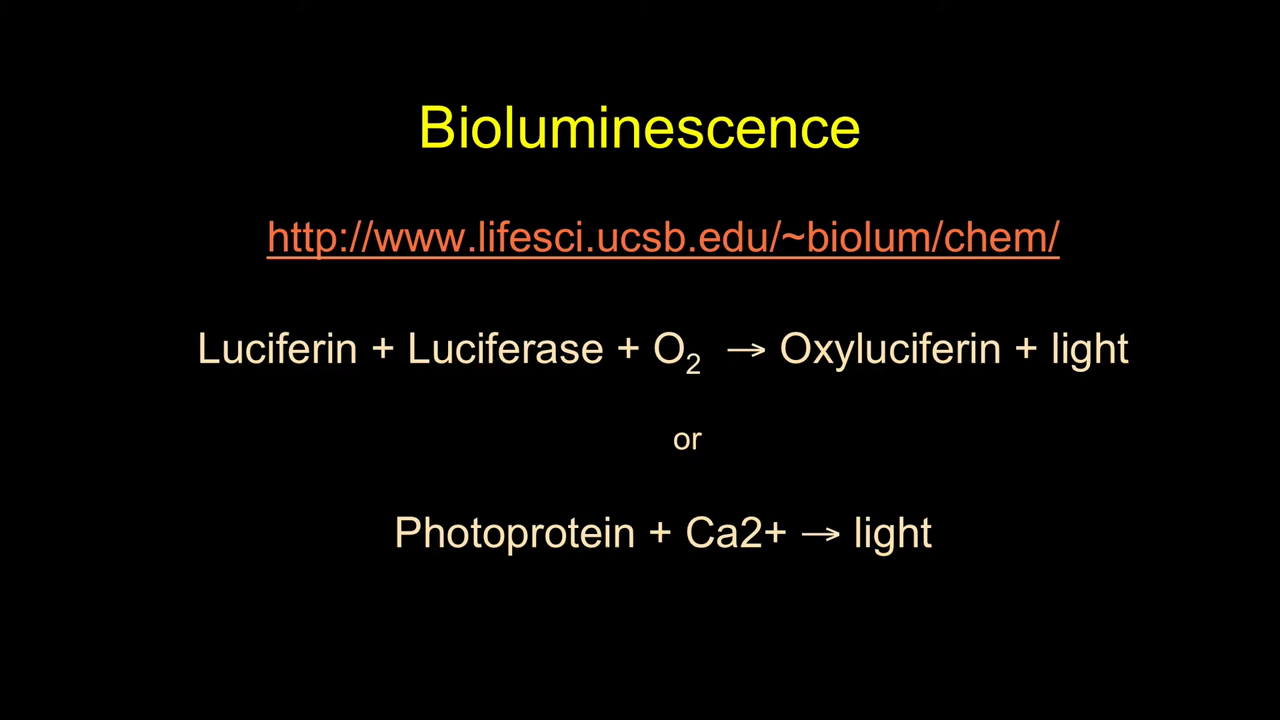 Bioluminescence
http://www.lifesci.ucsb.edu/~biolum/chem/
Luciferin + Luciferase + O₂ → Oxyluciferin + light
or
Photoprotein + Ca2+ → light